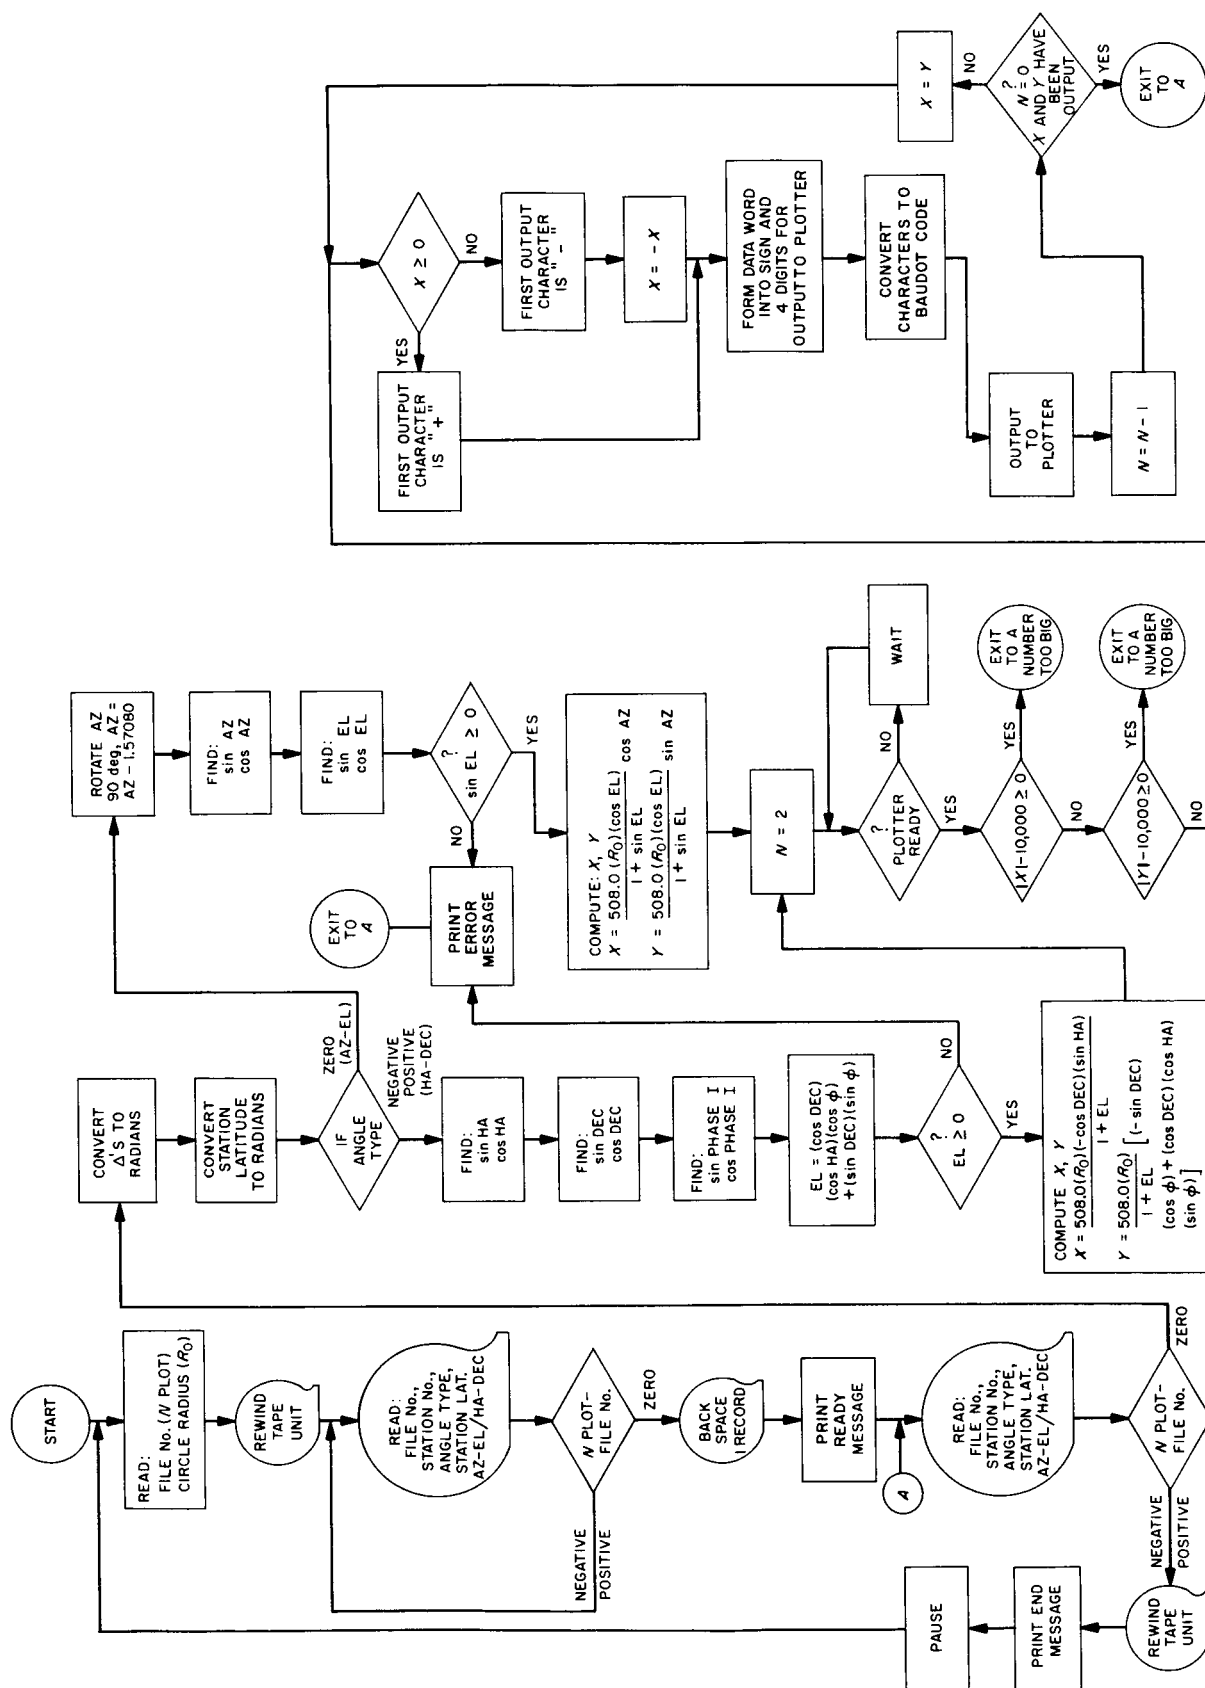 START
READ:
FILE No. (N PLOT)
CIRCLE RADIUS (R₀)
REWIND
TAPE
UNIT
READ:
FILE No.,
STATION No.,
ANGLE TYPE,
STATION LAT.
AZ-EL/HA-DEC
N PLOT-
FILE No.
NEGATIVE
POSITIVE
ZERO
BACK
SPACE
I RECORD
PRINT
READY
MESSAGE
A
READ:
FILE No.,
STATION No.,
ANGLE TYPE,
STATION LAT.
AZ-EL/HA-DEC
N PLOT-
FILE No.
ZERO
NEGATIVE
POSITIVE
REWIND
TAPE
UNIT
PRINT END
MESSAGE
PAUSE
CONVERT
Δ'S TO
RADIANS
CONVERT
STATION
LATITUDE
TO RADIANS
IF
ANGLE
TYPE
ZERO
(AZ-EL)
NEGATIVE
POSITIVE
(HA-DEC)
FIND:
sin HA
cos HA
FIND:
sin DEC
cos DEC
FIND:
sin PHASE I
cos PHASE I
EL = (cos DEC)
(cos HA)(cos ϕ)
+ (sin DEC)(sin ϕ)
?
EL ≥ 0
NO
YES
COMPUTE X, Y
X = 508.0(R₀)(-cos DEC)(sin HA)
I + EL
Y = 508.0(R₀) [(-sin DEC)
I + EL
(cos ϕ) + (cos DEC)(cos HA)
(sin ϕ)]
ROTATE AZ
90 deg, AZ =
AZ - 1.57080
FIND:
sin AZ
cos AZ
FIND:
sin EL
cos EL
?
sin EL ≥ 0
NO
YES
EXIT
TO
A
PRINT
ERROR
MESSAGE
COMPUTE: X, Y
X = 508.0 (R₀)(cos EL) cos AZ
I + sin EL
Y = 508.0 (R₀)(cos EL) sin AZ
I + sin EL
N = 2
?
PLOTTER
READY
NO
WAIT
YES
|X|-10,000 ≥ 0
YES
EXIT
TO A
NUMBER
TOO BIG
NO
|Y|-10,000 ≥ 0
YES
EXIT
TO A
NUMBER
TOO BIG
NO
X ≥ 0
YES
NO
FIRST OUTPUT
CHARACTER
IS "+"
FIRST OUTPUT
CHARACTER
IS " - "
X = -X
FORM DATA WORD
INTO SIGN AND
4 DIGITS FOR
OUTPUT TO PLOTTER
CONVERT
CHARACTERS TO
BAUDOT CODE
OUTPUT
TO
PLOTTER
N = N - I
?
N = 0
X AND Y HAVE
BEEN
OUTPUT
NO
X = Y
YES
EXIT
TO
A